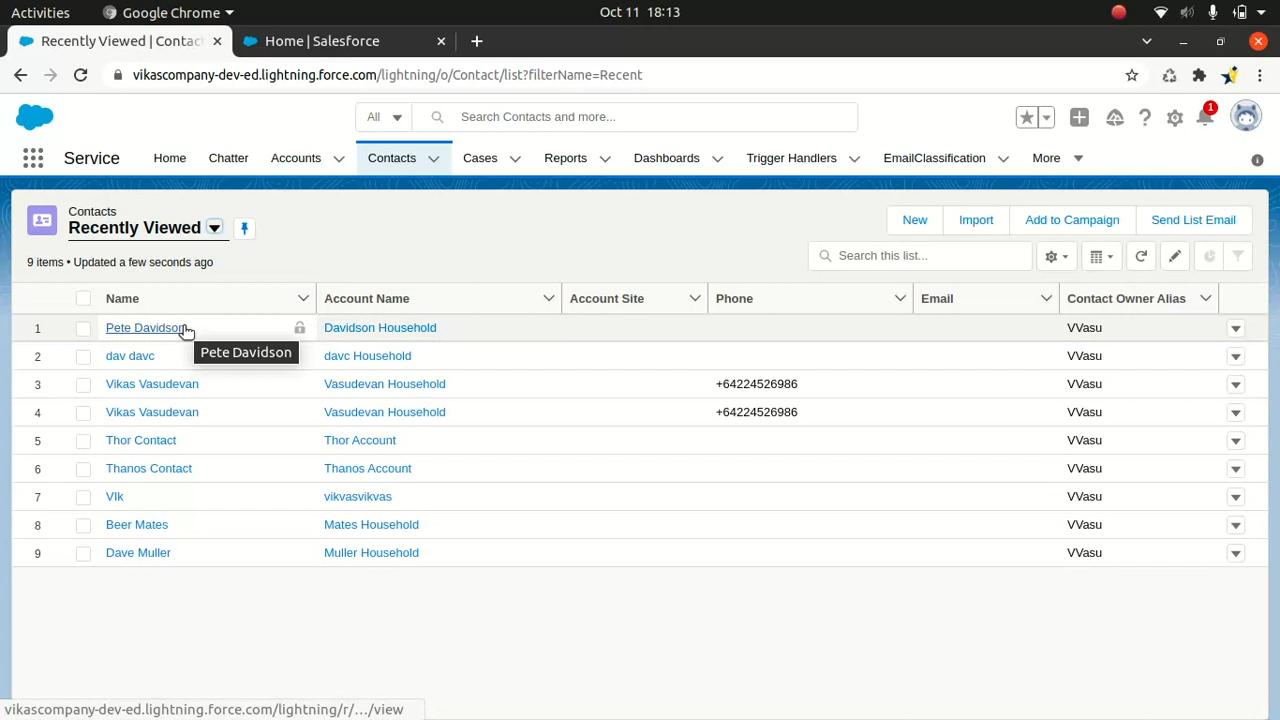 Activities Google Chrome Oct 11 18:13
Recently Viewed | Contac Home | Salesforce
vikascompany-dev-ed.lightning.force.com/lightning/o/Contact/list?filterName=Recent
All Search Contacts and more... 1
Service Home Chatter Accounts Contacts Cases Reports Dashboards Trigger Handlers EmailClassification More
Contacts
Recently Viewed New Import Add to Campaign Send List Email
9 items • Updated a few seconds ago Search this list...
Name Account Name Account Site Phone Email Contact Owner Alias
1 Pete Davidson Davidson Household VVasu
Pete Davidson
2 dav davc davc Household VVasu
3 Vikas Vasudevan Vasudevan Household +64224526986 VVasu
4 Vikas Vasudevan Vasudevan Household +64224526986 VVasu
5 Thor Contact Thor Account VVasu
6 Thanos Contact Thanos Account VVasu
7 VIk vikvasvikvas VVasu
8 Beer Mates Mates Household VVasu
9 Dave Muller Muller Household VVasu
vikascompany-dev-ed.lightning.force.com/lightning/r/.../view